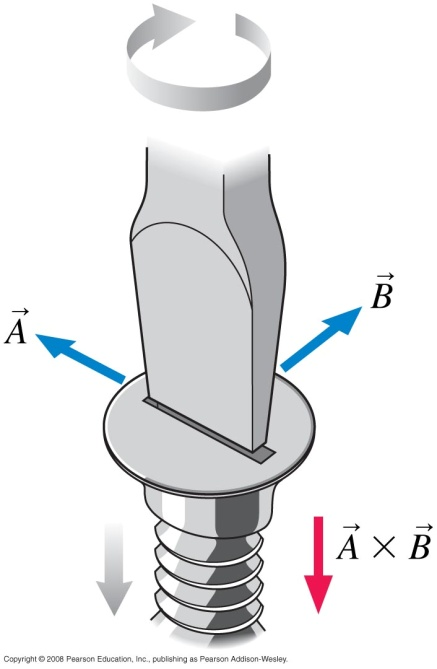 B⃗
A⃗
A⃗ × B⃗
Copyright © 2008 Pearson Education, Inc., publishing as Pearson Addison-Wesley.